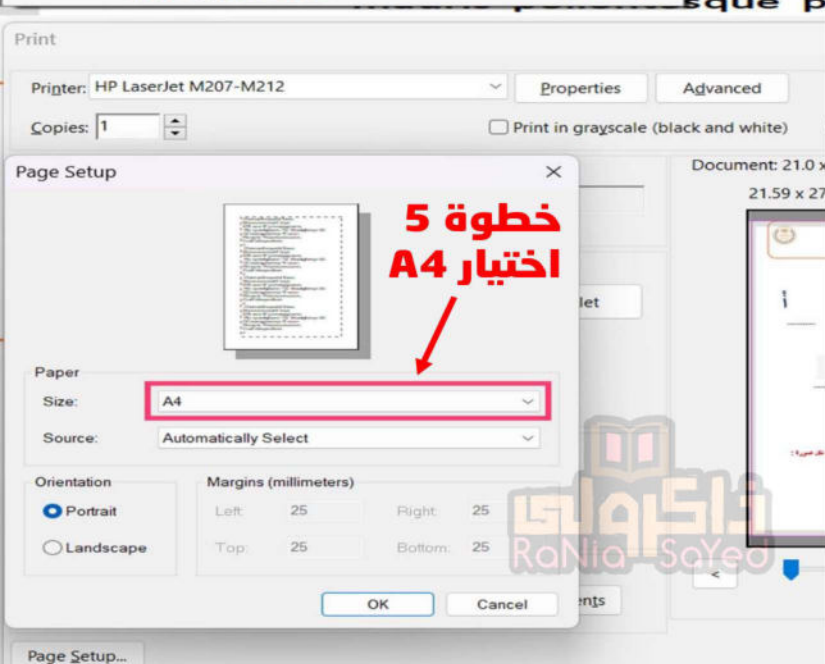 Print
Printer: HP LaserJet M207-M212
Properties
Advanced
Copies: 1
Print in grayscale (black and white)
Page Setup
Document: 21.0 x
21.59 x 27
خطوة 5
اختيار A4
Paper
Size: A4
Source: Automatically Select
Orientation
Portrait
Landscape
Margins (millimeters)
Left: 25 Right: 25
Top: 25 Bottom: 25
ذاكرولي
RaNia SaYed
OK
Cancel
Page Setup...